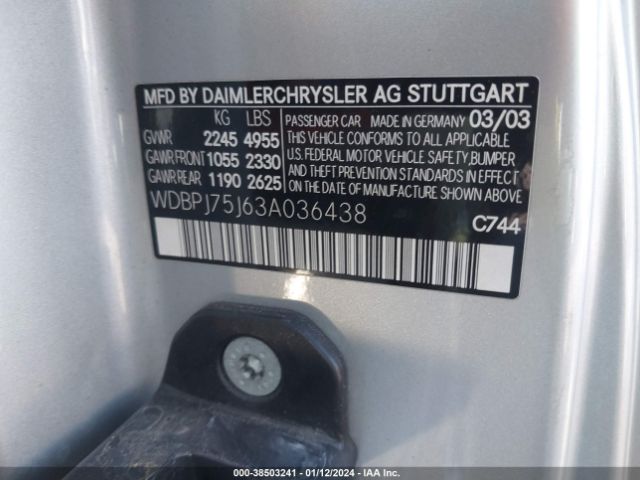 MFD BY DAIMLERCHRYSLER AG STUTTGART
KG LBS
GVWR 2245 4955
GAWR FRONT 1055 2330
GAWR REAR 1190 2625
PASSENGER CAR MADE IN GERMANY 03/03
THIS VEHICLE CONFORMS TO ALL APPLICABLE
U.S. FEDERAL MOTOR VEHICLE SAFETY, BUMPER
AND THEFT PREVENTION STANDARDS IN EFFECT
ON THE DATE OF MANUFACTURE SHOWN ABOVE
WDBPJ75J63A036438
C744
000-38503241 - 01/12/2024 - IAA Inc.